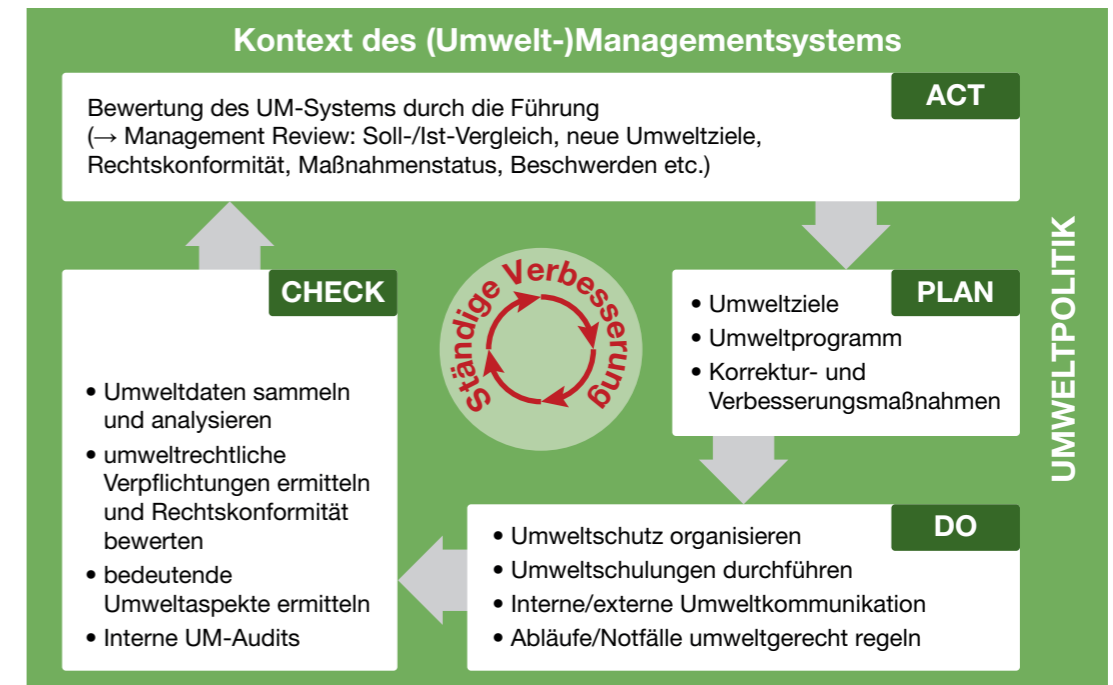 Kontext des (Umwelt-)Managementsystems
ACT
Bewertung des UM-Systems durch die Führung
(→ Management Review: Soll-/Ist-Vergleich, neue Umweltziele,
Rechtskonformität, Maßnahmenstatus, Beschwerden etc.)
PLAN
• Umweltziele
• Umweltprogramm
• Korrektur- und
Verbesserungsmaßnahmen
DO
• Umweltschutz organisieren
• Umweltschulungen durchführen
• Interne/externe Umweltkommunikation
• Abläufe/Notfälle umweltgerecht regeln
CHECK
• Umweltdaten sammeln
und analysieren
• umweltrechtliche
Verpflichtungen ermitteln
und Rechtskonformität
bewerten
• bedeutende
Umweltaspekte ermitteln
• Interne UM-Audits
Ständige Verbesserung
UMWELTPOLITIK